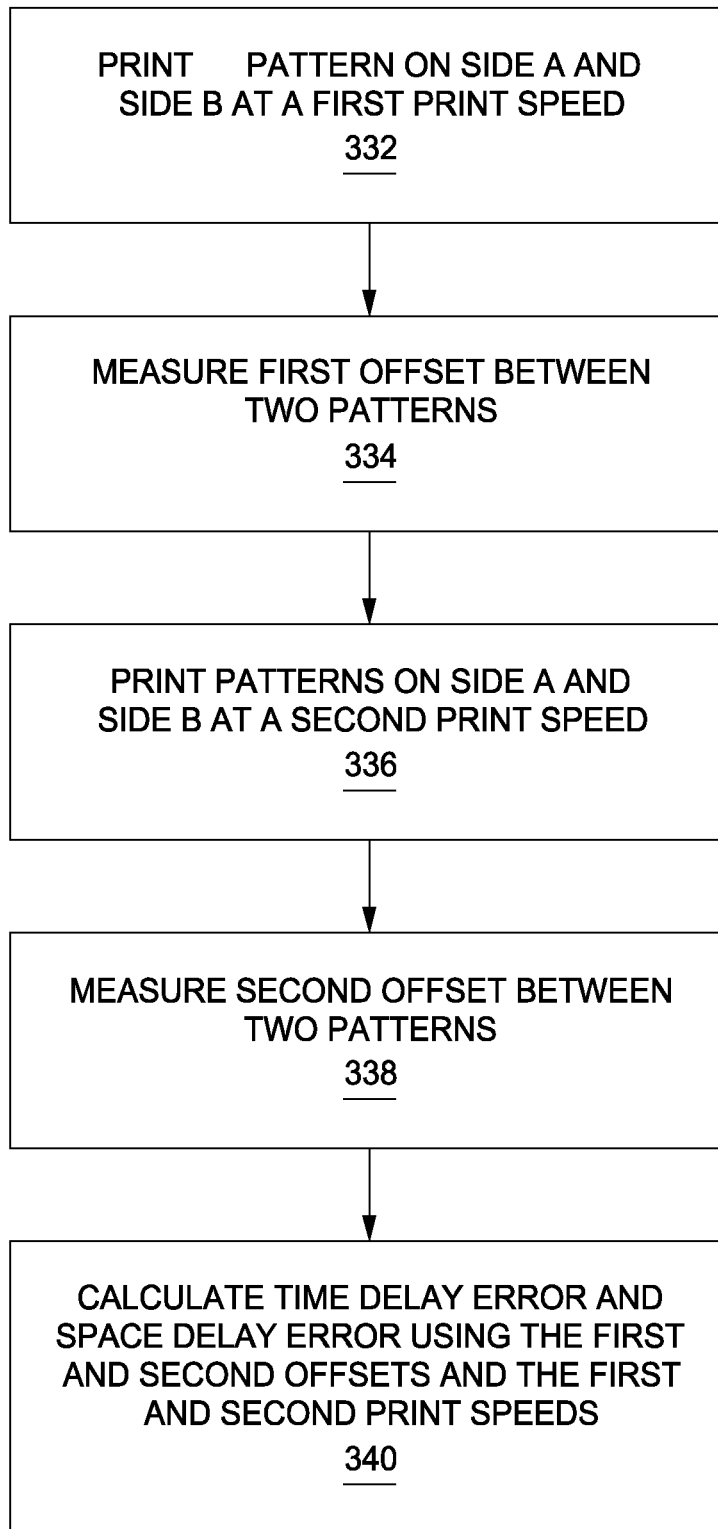 PRINT PATTERN ON SIDE A AND
SIDE B AT A FIRST PRINT SPEED
332
MEASURE FIRST OFFSET BETWEEN
TWO PATTERNS
334
PRINT PATTERNS ON SIDE A AND
SIDE B AT A SECOND PRINT SPEED
336
MEASURE SECOND OFFSET BETWEEN
TWO PATTERNS
338
CALCULATE TIME DELAY ERROR AND
SPACE DELAY ERROR USING THE FIRST
AND SECOND OFFSETS AND THE FIRST
AND SECOND PRINT SPEEDS
340